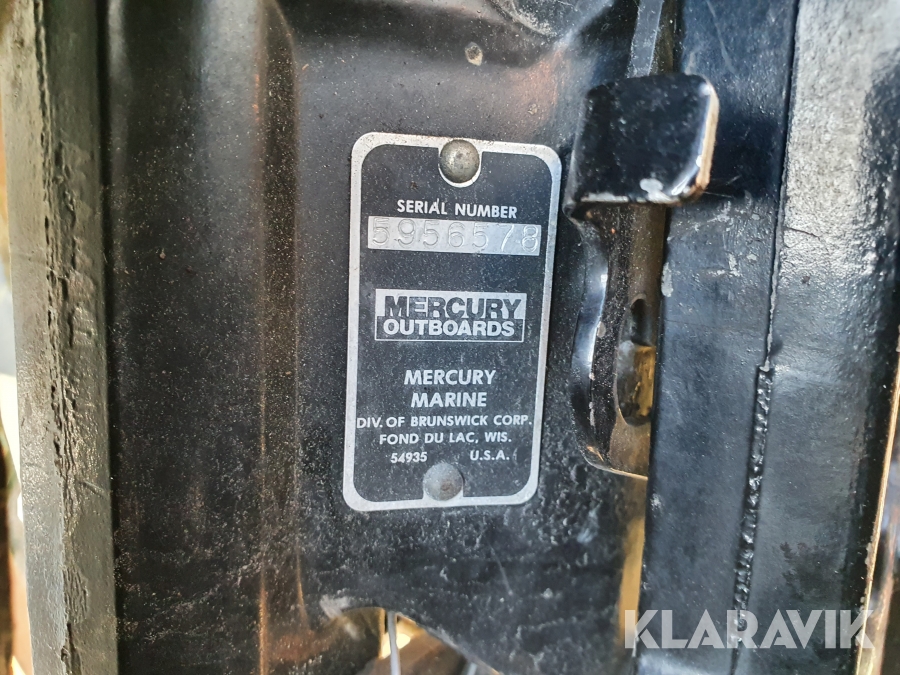 SERIAL NUMBER
5956578
MERCURY
OUTBOARDS
MERCURY
MARINE
DIV. OF BRUNSWICK CORP.
FOND DU LAC, WIS.
54935 U.S.A.
KLARAVIK